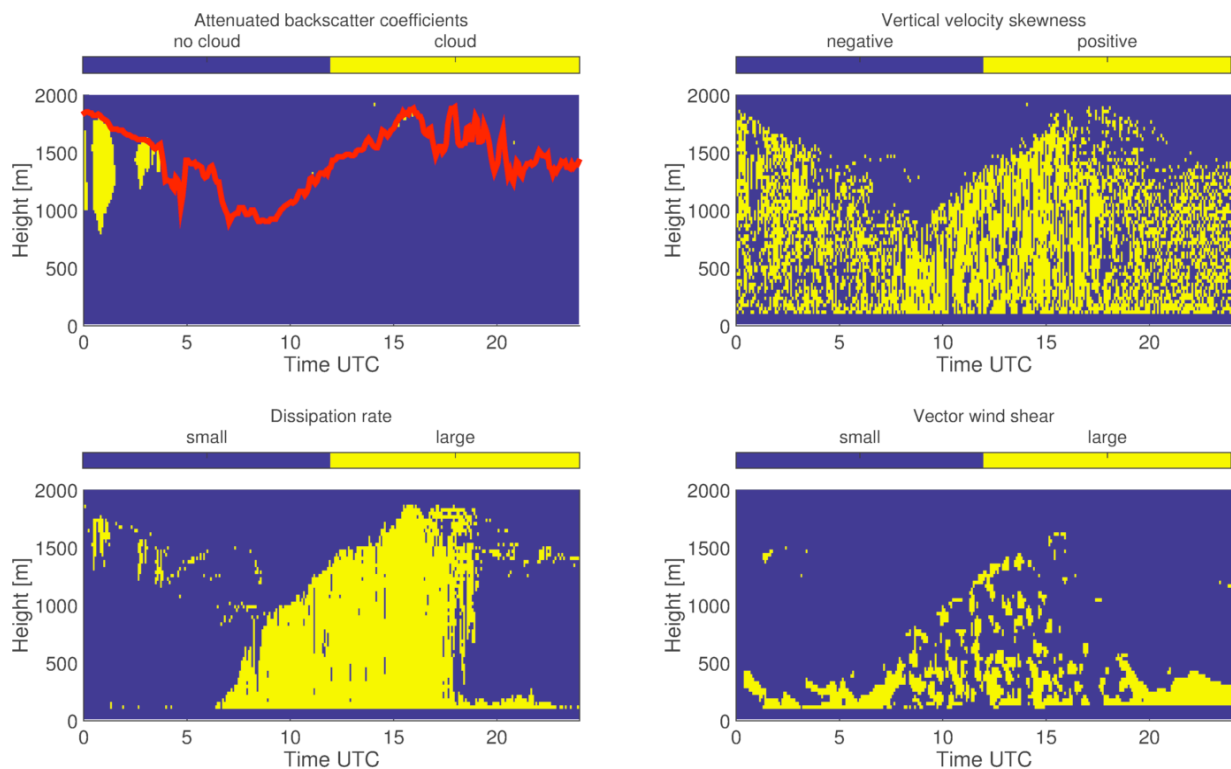 Attenuated backscatter coefficients
no cloud cloud
2000
1500
1000
500
0
Height [m]
0 5 10 15 20
Time UTC
Vertical velocity skewness
negative positive
2000
1500
1000
500
0
Height [m]
0 5 10 15 20
Time UTC
Dissipation rate
small large
2000
1500
1000
500
0
Height [m]
0 5 10 15 20
Time UTC
Vector wind shear
small large
2000
1500
1000
500
0
Height [m]
0 5 10 15 20
Time UTC